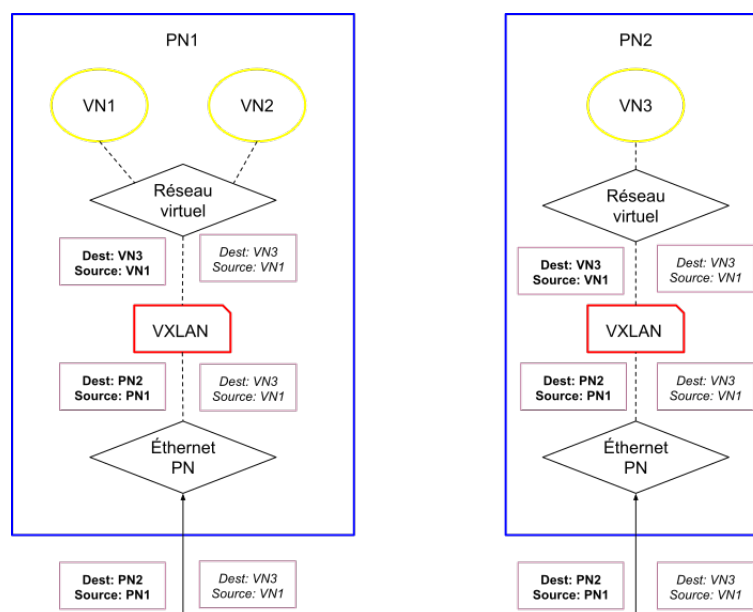 PN1
VN1
VN2
Réseau
virtuel
Dest: VN3
Source: VN1
Dest: VN3
Source: VN1
VXLAN
Dest: PN2
Source: PN1
Dest: VN3
Source: VN1
Éthernet
PN
Dest: PN2
Source: PN1
Dest: VN3
Source: VN1
PN2
VN3
Réseau
virtuel
Dest: VN3
Source: VN1
Dest: VN3
Source: VN1
VXLAN
Dest: PN2
Source: PN1
Dest: VN3
Source: VN1
Éthernet
PN
Dest: PN2
Source: PN1
Dest: VN3
Source: VN1